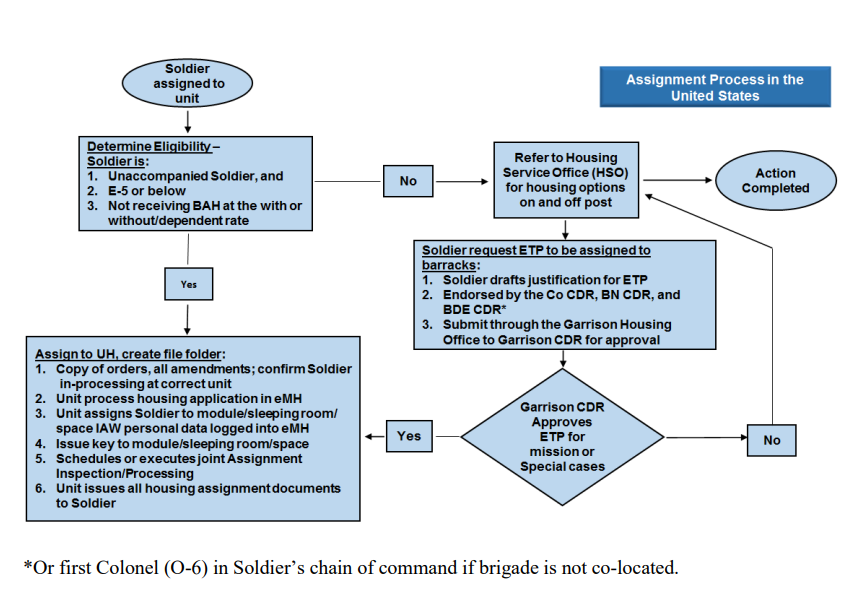 Soldier
assigned to
unit
Assignment Process in the
United States
Determine Eligibility –
Soldier is:
1. Unaccompanied Soldier, and
2. E-5 or below
3. Not receiving BAH at the with or
without/dependent rate
No
Refer to Housing
Service Office (HSO)
for housing options
on and off post
Action
Completed
Yes
Soldier request ETP to be assigned to
barracks:
1. Soldier drafts justification for ETP
2. Endorsed by the Co CDR, BN CDR, and
BDE CDR*
3. Submit through the Garrison Housing
Office to Garrison CDR for approval
Assign to UH, create file folder:
1. Copy of orders, all amendments; confirm Soldier
in-processing at correct unit
2. Unit process housing application in eMH
3. Unit assigns Soldier to module/sleeping room/
space IAW personal data logged into eMH
4. Issue key to module/sleeping room/space
5. Schedules or executes joint Assignment
Inspection/Processing
6. Unit issues all housing assignment documents
to Soldier
Yes
Garrison CDR
Approves
ETP for
mission or
Special cases
No
*Or first Colonel (O-6) in Soldier’s chain of command if brigade is not co-located.